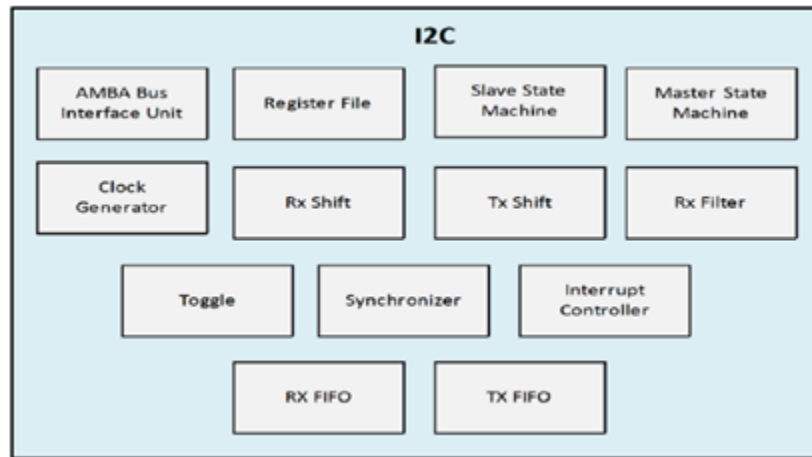 I2C
AMBA Bus
Interface Unit
Register File
Slave State
Machine
Master State
Machine
Clock
Generator
Rx Shift
Tx Shift
Rx Filter
Toggle
Synchronizer
Interrupt
Controller
RX FIFO
TX FIFO